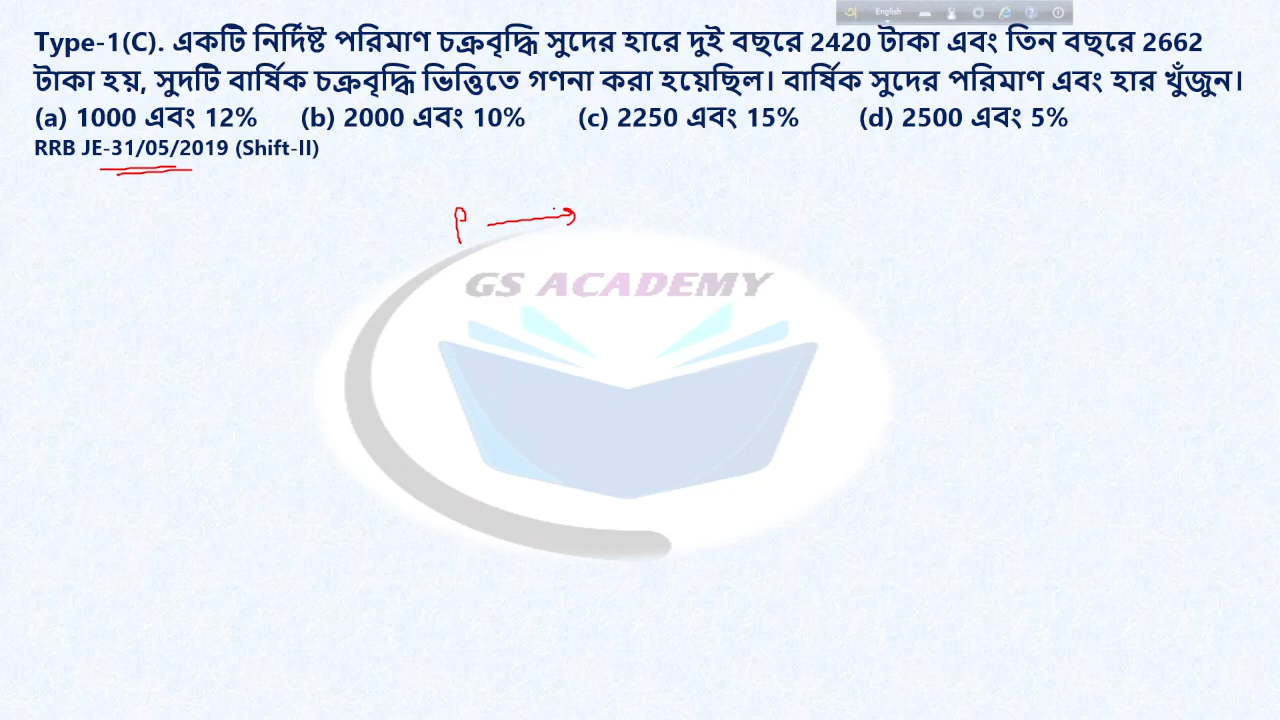 English
Type-1(C). একটি নির্দিষ্ট পরিমাণ চক্রবৃদ্ধি সুদের হারে দুই বছরে 2420 টাকা এবং তিন বছরে 2662
টাকা হয়, সুদটি বার্ষিক চক্রবৃদ্ধি ভিত্তিতে গণনা করা হয়েছিল। বার্ষিক সুদের পরিমাণ এবং হার খুঁজুন।
(a) 1000 এবং 12% (b) 2000 এবং 10% (c) 2250 এবং 15% (d) 2500 এবং 5%
RRB JE-31/05/2019 (Shift-II)
P
GS ACADEMY